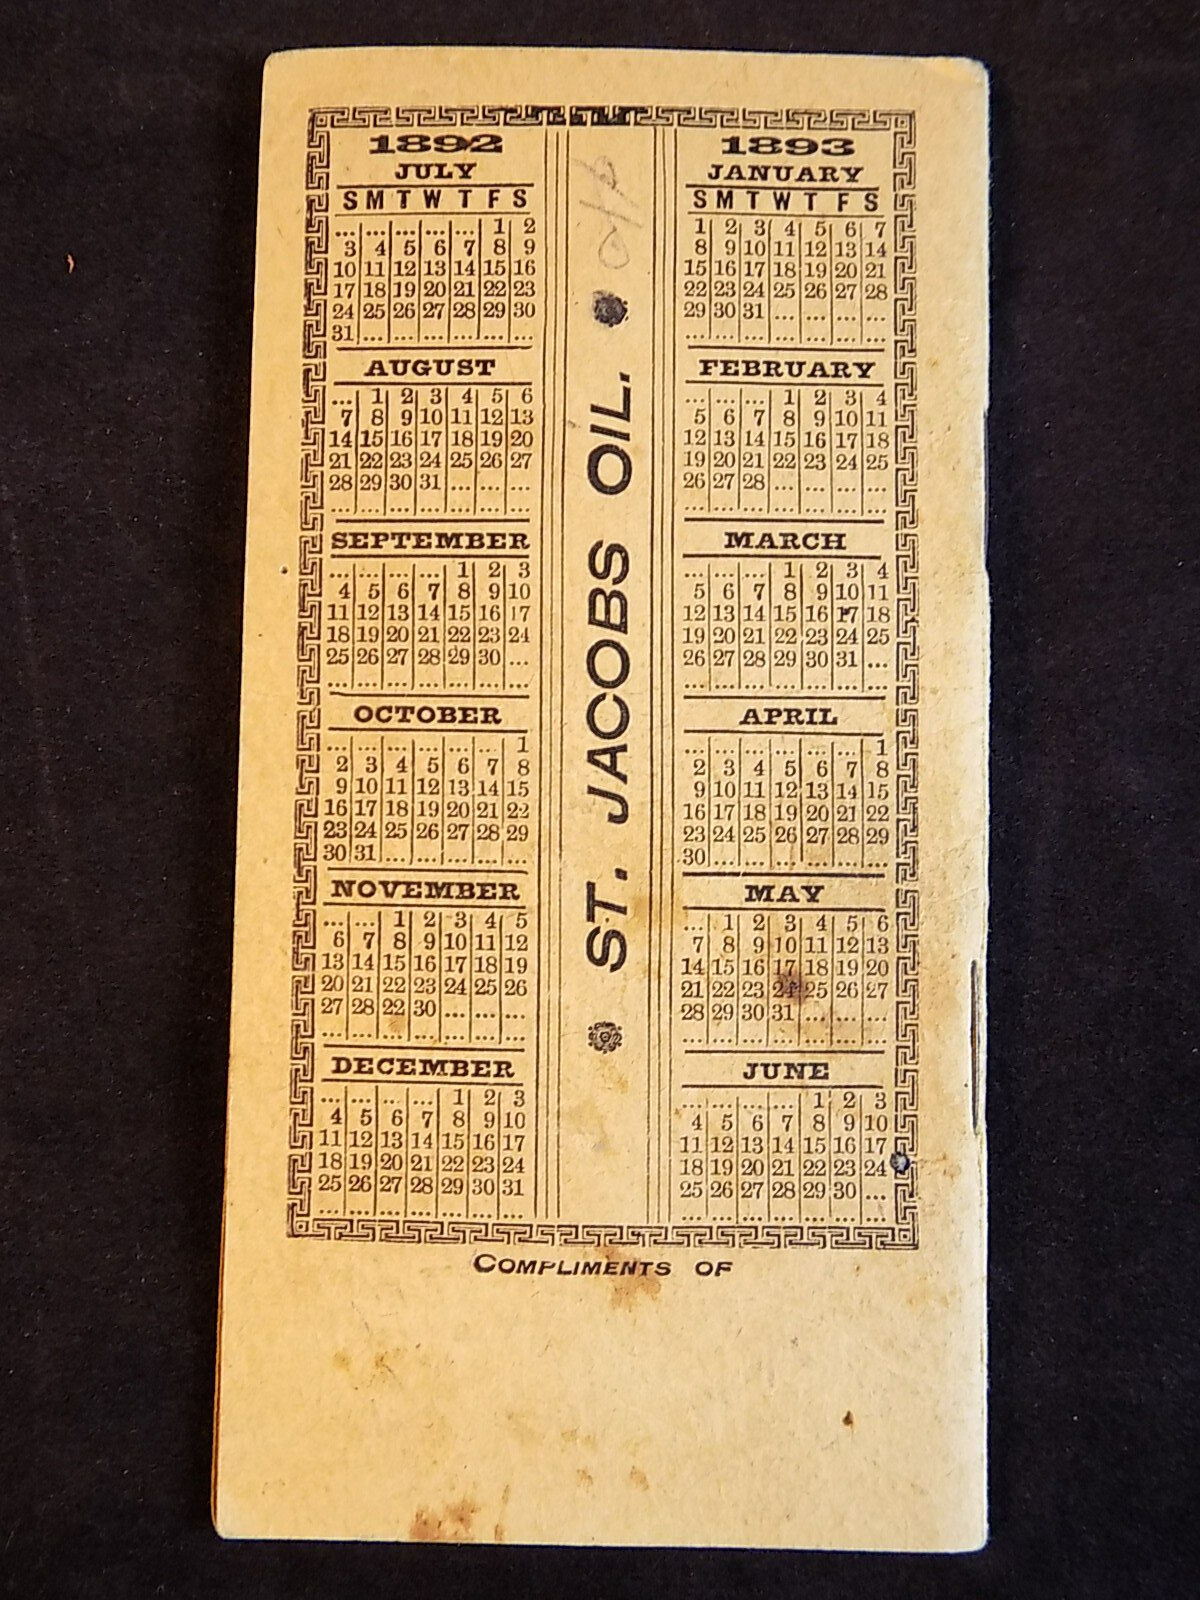 1892
JULY
S M T W T F S
... ... ... ... ... 1 2
3 4 5 6 7 8 9
10 11 12 13 14 15 16
17 18 19 20 21 22 23
24 25 26 27 28 29 30
31 ... ... ... ... ... ...
AUGUST
... 1 2 3 4 5 6
7 8 9 10 11 12 13
14 15 16 17 18 19 20
21 22 23 24 25 26 27
28 29 30 31 ... ... ...
... ... ... ... ... ... ...
SEPTEMBER
... ... ... ... 1 2 3
4 5 6 7 8 9 10
11 12 13 14 15 16 17
18 19 20 21 22 23 24
25 26 27 28 29 30 ...
... ... ... ... ... ... ...
OCTOBER
... ... ... ... ... ... 1
2 3 4 5 6 7 8
9 10 11 12 13 14 15
16 17 18 19 20 21 22
23 24 25 26 27 28 29
30 31 ... ... ... ... ...
NOVEMBER
... ... 1 2 3 4 5
6 7 8 9 10 11 12
13 14 15 16 17 18 19
20 21 22 23 24 25 26
27 28 22 30 ... ... ...
... ... ... ... ... ... ...
DECEMBER
... ... ... ... 1 2 3
4 5 6 7 8 9 10
11 12 13 14 15 16 17
18 19 20 21 22 23 24
25 26 27 28 29 30 31
... ... ... ... ... ... ...
ST. JACOBS OIL.
1893
JANUARY
S M T W T F S
1 2 3 4 5 6 7
8 9 10 11 12 13 14
15 16 17 18 19 20 21
22 23 24 25 26 27 28
29 30 31 ... ... ... ...
... ... ... ... ... ... ...
FEBRUARY
... ... ... 1 2 3 4
5 6 7 8 9 10 11
12 13 14 15 16 17 18
19 20 21 22 23 24 25
26 27 28 ... ... ... ...
... ... ... ... ... ... ...
MARCH
... ... ... 1 2 3 4
5 6 7 8 9 10 11
12 13 14 15 16 17 18
19 20 21 22 23 24 25
26 27 28 29 30 31 ...
... ... ... ... ... ... ...
APRIL
... ... ... ... ... ... 1
2 3 4 5 6 7 8
9 10 11 12 13 14 15
16 17 18 19 20 21 22
23 24 25 26 27 28 29
30 ... ... ... ... ... ...
MAY
... 1 2 3 4 5 6
7 8 9 10 11 12 13
14 15 16 17 18 19 20
21 22 23 24 25 26 27
28 29 30 31 ... ... ...
... ... ... ... ... ... ...
JUNE
... ... ... ... 1 2 3
4 5 6 7 8 9 10
11 12 13 14 15 16 17
18 19 20 21 22 23 24
25 26 27 28 29 30 ...
... ... ... ... ... ... ...
COMPLIMENTS OF